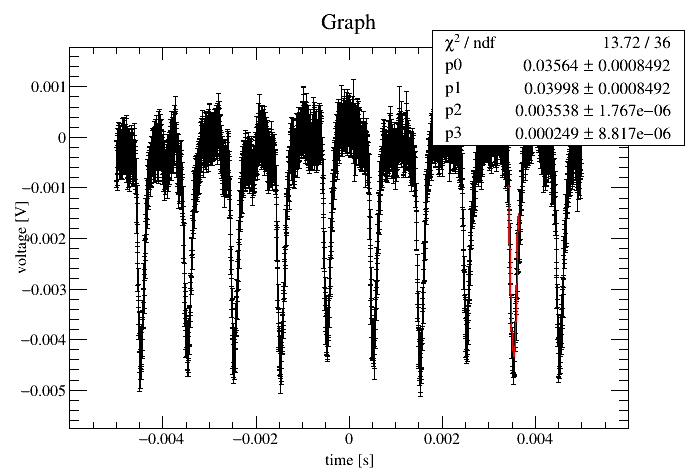 Graph
χ² / ndf 13.72 / 36
p0 0.03564 ± 0.0008492
p1 0.03998 ± 0.0008492
p2 0.003538 ± 1.767e−06
p3 0.000249 ± 8.817e−06
0.001
0
−0.001
−0.002
−0.003
−0.004
−0.005
voltage [V]
−0.004 −0.002 0 0.002 0.004
time [s]